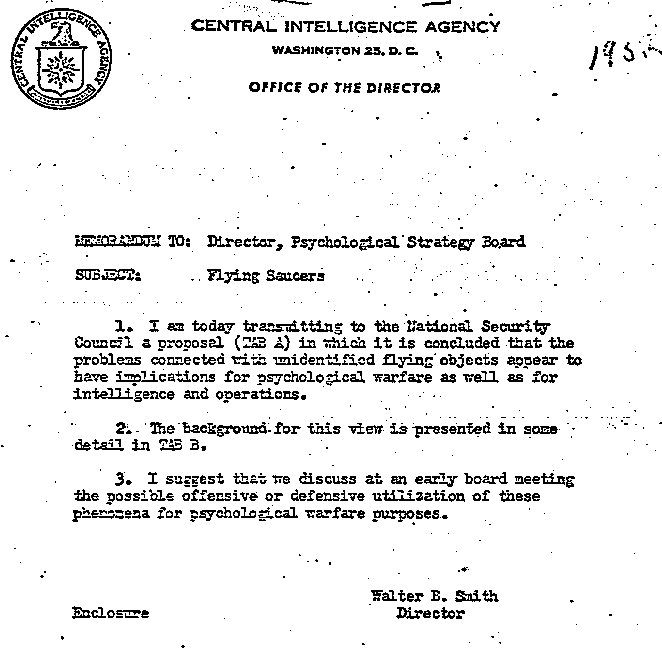 CENTRAL INTELLIGENCE AGENCY
CENTRAL INTELLIGENCE AGENCY
WASHINGTON 25, D. C.
OFFICE OF THE DIRECTOR
MEMORANDUM TO: Director, Psychological Strategy Board
SUBJECT: Flying Saucers
1. I am today transmitting to the National Security
Council a proposal (TAB A) in which it is concluded that the
problems connected with unidentified flying objects appear to
have implications for psychological warfare as well as for
intelligence and operations.
2. The background for this view is presented in some
detail in TAB B.
3. I suggest that we discuss at an early board meeting
the possible offensive or defensive utilization of these
phenomena for psychological warfare purposes.
Walter B. Smith
Enclosure Director